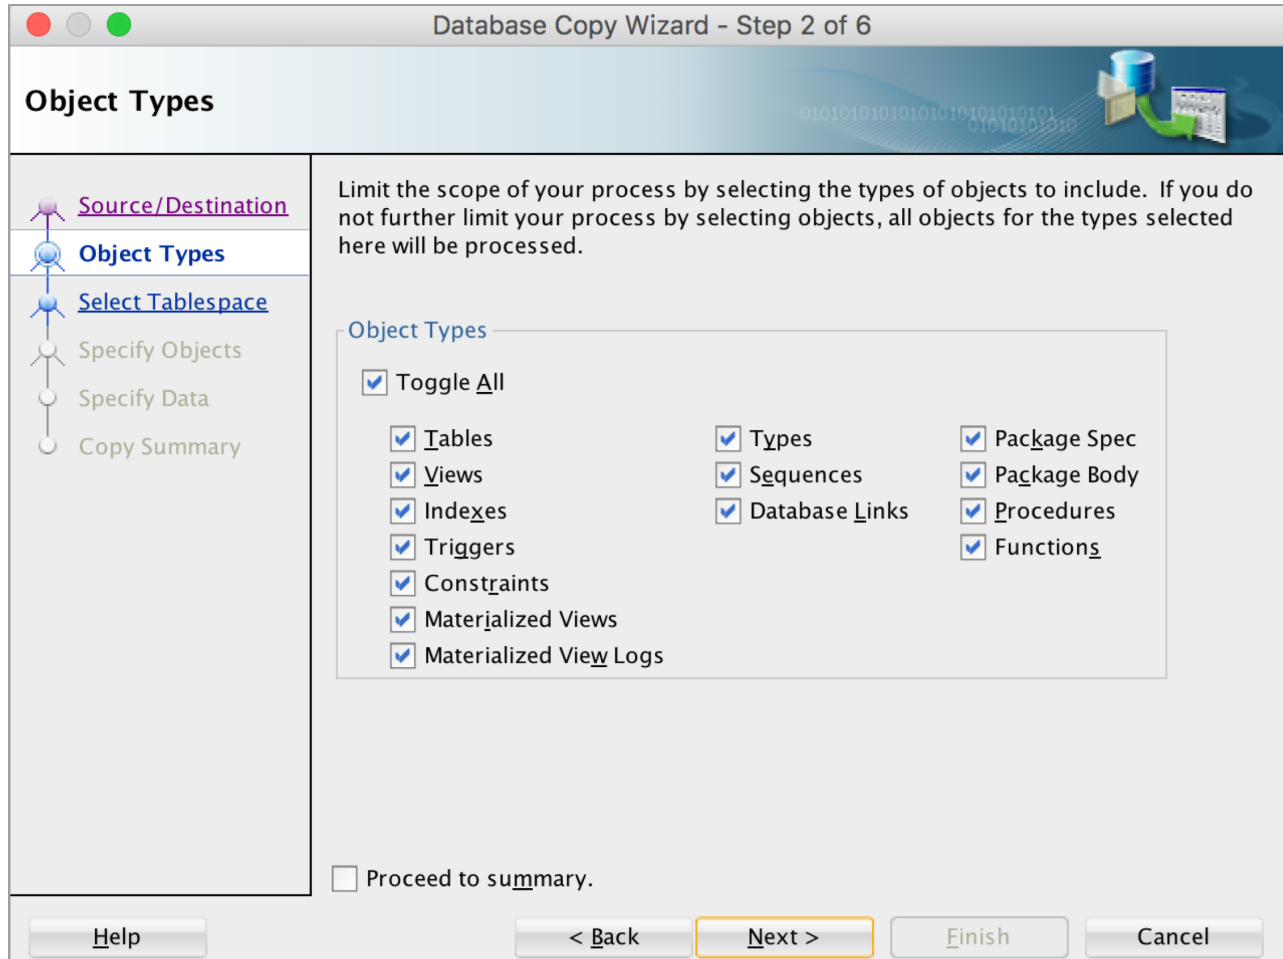 Database Copy Wizard - Step 2 of 6
Object Types
Source/Destination
Object Types
Select Tablespace
Specify Objects
Specify Data
Copy Summary
Limit the scope of your process by selecting the types of objects to include. If you do
not further limit your process by selecting objects, all objects for the types selected
here will be processed.
Object Types
Toggle All
Tables
Views
Indexes
Triggers
Constraints
Materialized Views
Materialized View Logs
Types
Sequences
Database Links
Package Spec
Package Body
Procedures
Functions
Proceed to summary.
Help
< Back
Next >
Finish
Cancel